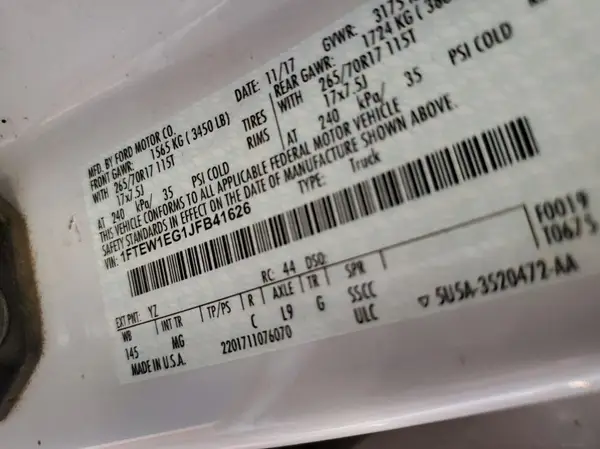 MFD. BY FORD MOTOR CO.
DATE: 11/17
GVWR: 3175
FRONT GAWR: 1565 KG ( 3450 LB)
REAR GAWR: 1724 KG
WITH 265/70R17 115T TIRES
WITH 265/70R17 115T
17x7.5J RIMS
17x7.5J
AT 240 kPa/ 35 PSI COLD
AT 240 kPa/ 35 PSI COLD
THIS VEHICLE CONFORMS TO ALL APPLICABLE FEDERAL MOTOR VEHICLE
SAFETY STANDARDS IN EFFECT ON THE DATE OF MANUFACTURE SHOWN ABOVE.
VIN: 1FTEW1EG1JFB41626
TYPE: Truck
F0019
T0675
EXT PNT: YZ RC: 44 DSO:
WB INT TR TP/PS R AXLE TR SPR
145 MG C L9 G SSCC
MADE IN U.S.A. 2201711076070 ULC
5U5A-3520472-AA